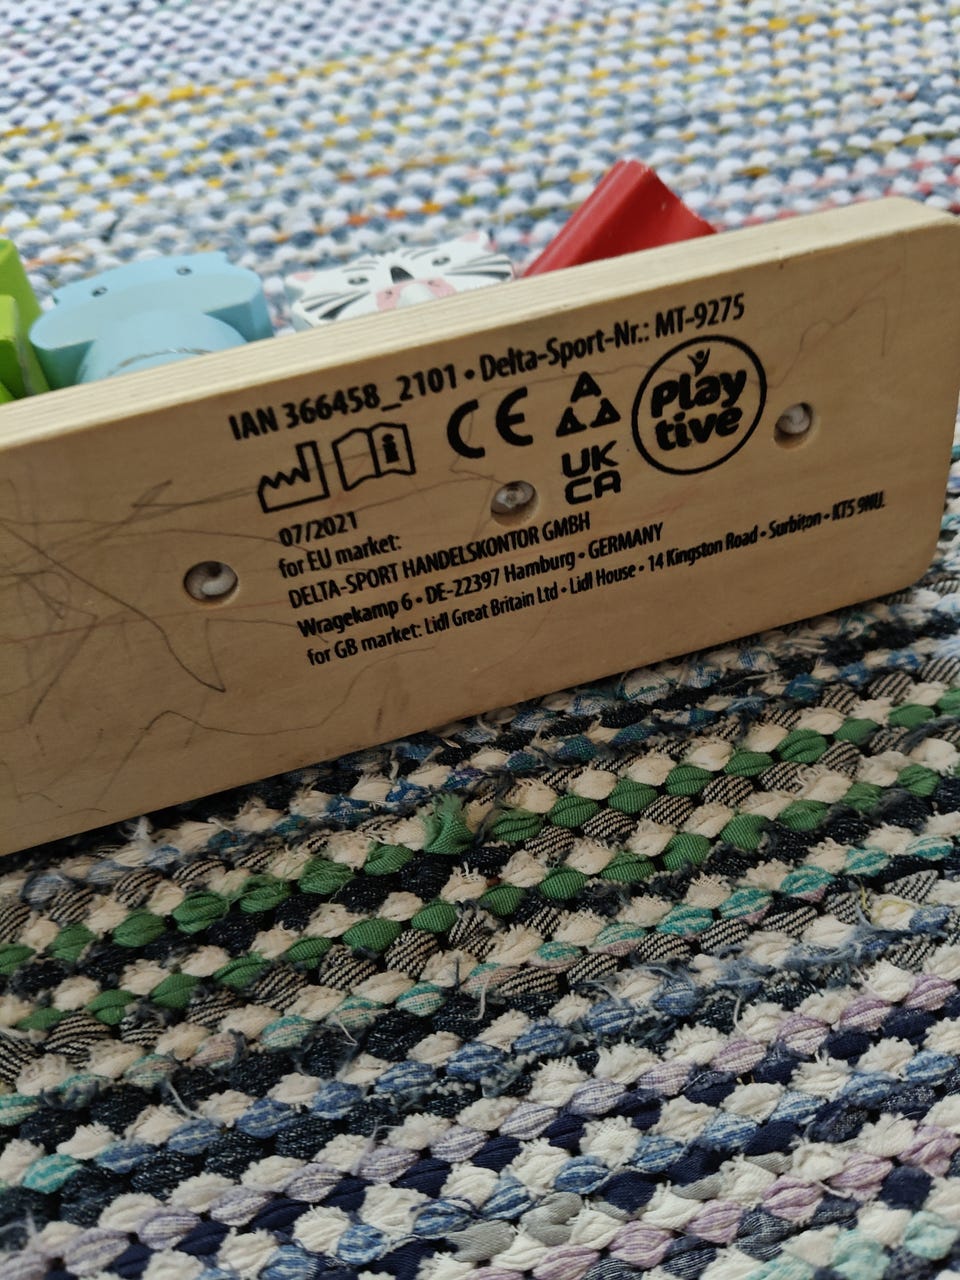 IAN 366458_2101 • Delta-Sport-Nr.: MT-9275
CE
UK
CA
Play
tive
07/2021
for EU market:
DELTA-SPORT HANDELSKONTOR GMBH
Wragekamp 6 • DE-22397 Hamburg • GERMANY
for GB market: Lidl Great Britain Ltd • Lidl House • 14 Kingston Road • Surbiton • KT5 9NU.